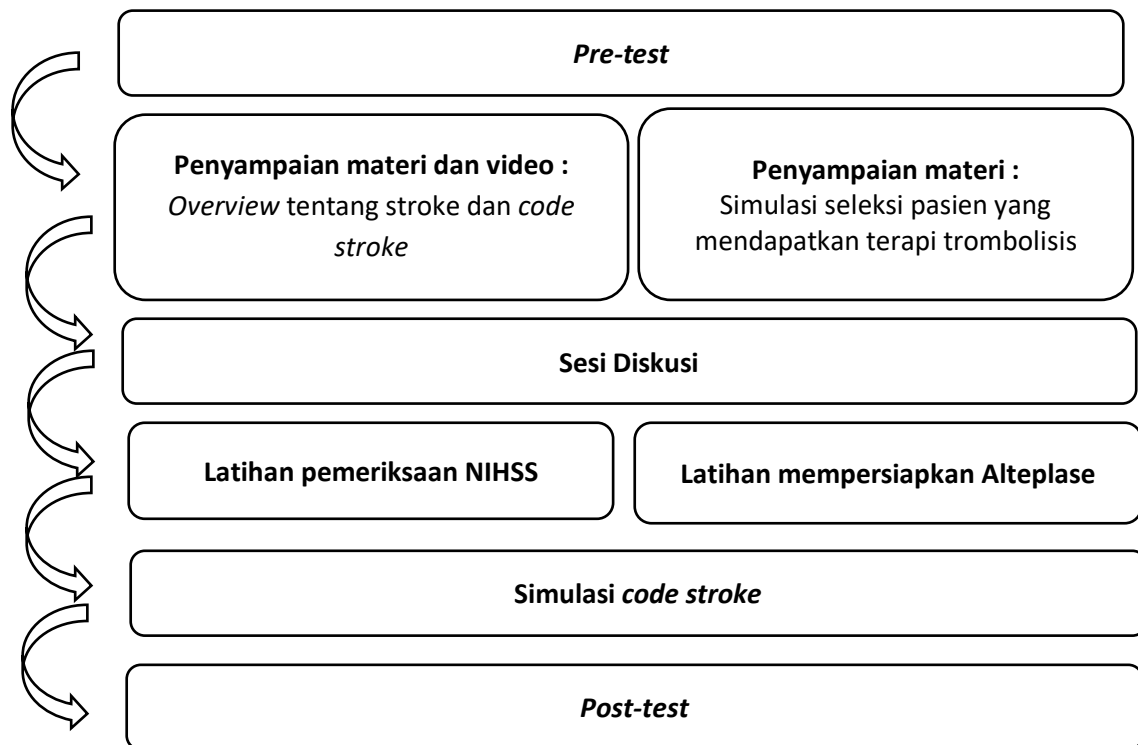 Pre-test
Penyampaian materi dan video :
Overview tentang stroke dan code
stroke
Penyampaian materi :
Simulasi seleksi pasien yang
mendapatkan terapi trombolisis
Sesi Diskusi
Latihan pemeriksaan NIHSS
Latihan mempersiapkan Alteplase
Simulasi code stroke
Post-test